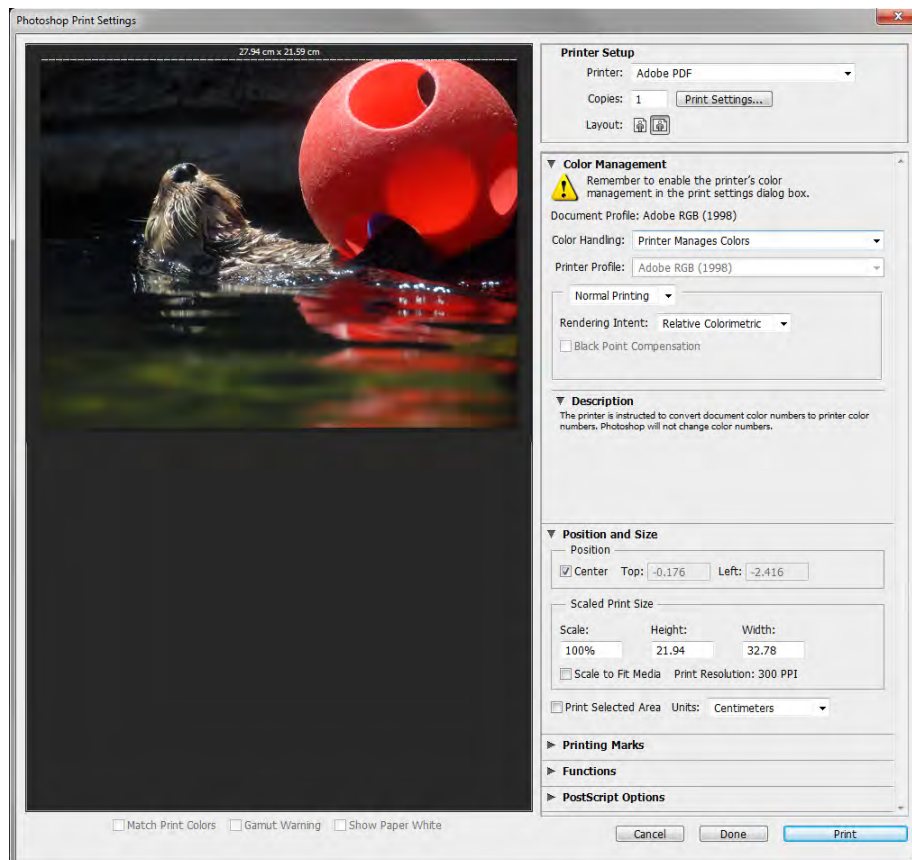 Photoshop Print Settings
27.94 cm x 21.59 cm
Printer Setup
Printer: Adobe PDF
Copies: 1 Print Settings...
Layout:
Color Management
Remember to enable the printer's color
management in the print settings dialog box.
Document Profile: Adobe RGB (1998)
Color Handling: Printer Manages Colors
Printer Profile: Adobe RGB (1998)
Normal Printing
Rendering Intent: Relative Colorimetric
Black Point Compensation
Description
The printer is instructed to convert document color numbers to printer color
numbers. Photoshop will not change color numbers.
Position and Size
Position
Center Top: -0.176 Left: -2.416
Scaled Print Size
Scale: Height: Width:
100% 21.94 32.78
Scale to Fit Media Print Resolution: 300 PPI
Print Selected Area Units: Centimeters
Printing Marks
Functions
PostScript Options
Match Print Colors Gamut Warning Show Paper White
Cancel Done Print